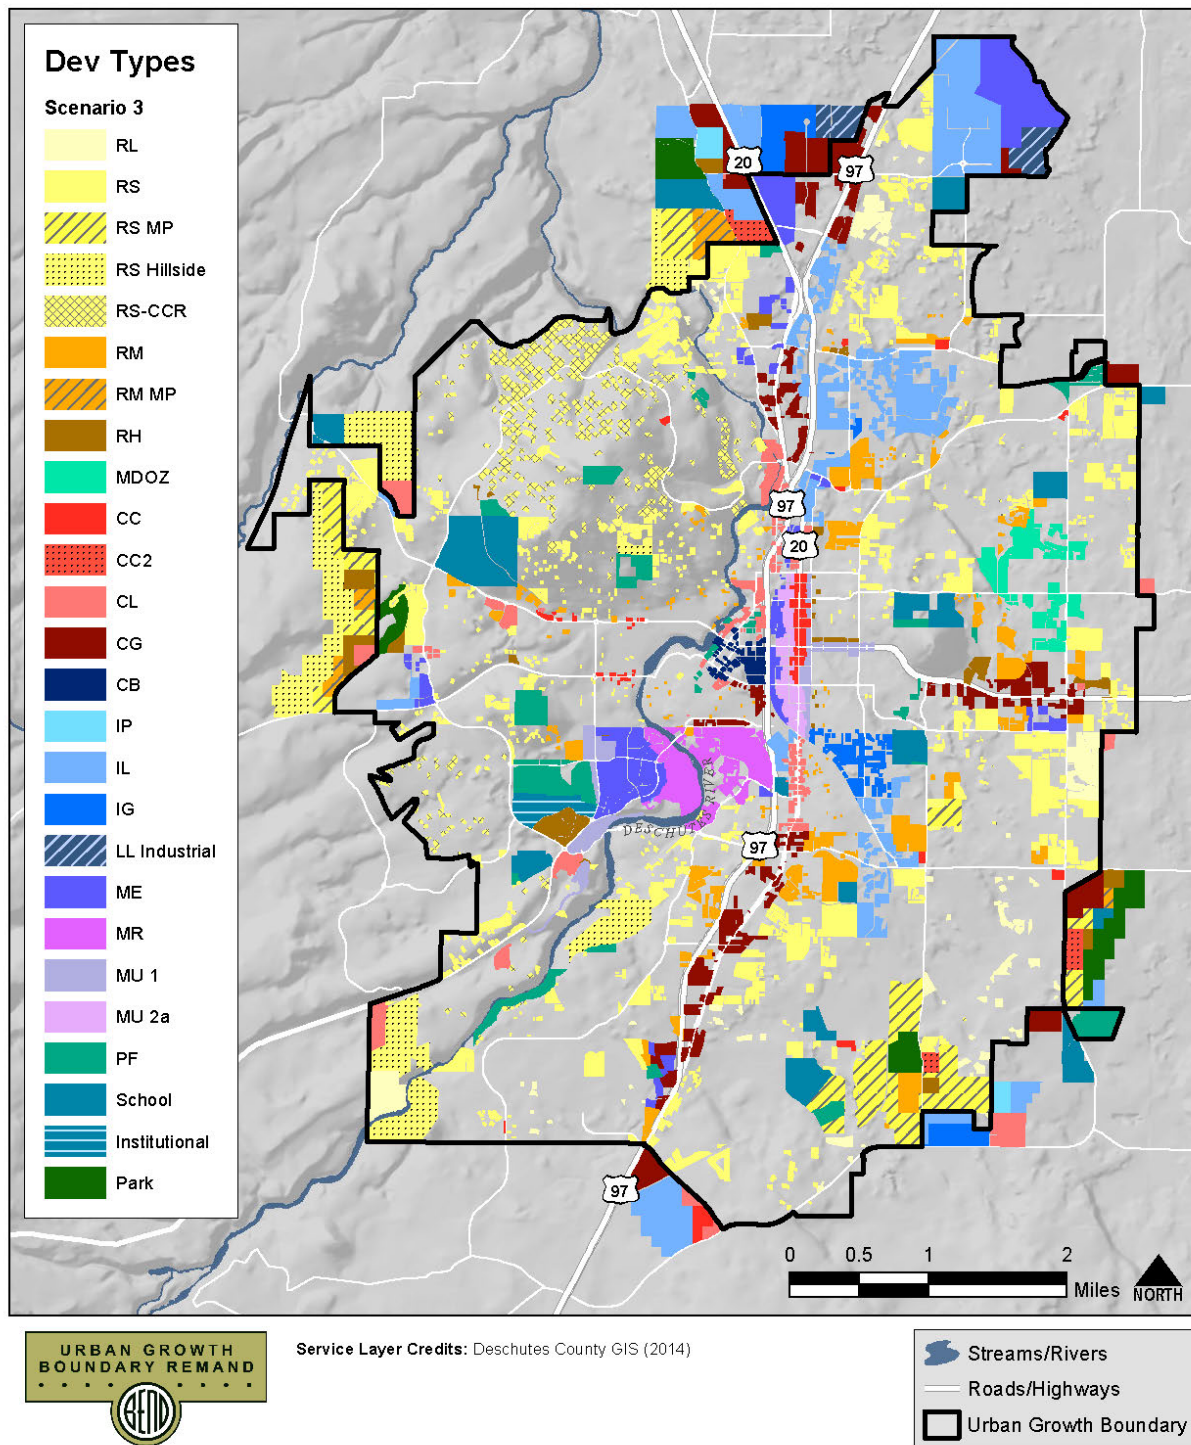 Dev Types
Scenario 3
RL
RS
RS MP
RS Hillside
RS-CCR
RM
RM MP
RH
MDOZ
CC
CC2
CL
CG
CB
IP
IL
IG
LL Industrial
ME
MR
MU 1
MU 2a
PF
School
Institutional
Park
20
97
97
20
DESCHUTES RIVER
97
97
0 0.5 1 2
Miles
NORTH
URBAN GROWTH
BOUNDARY REMAND
BEND
Service Layer Credits: Deschutes County GIS (2014)
Streams/Rivers
Roads/Highways
Urban Growth Boundary